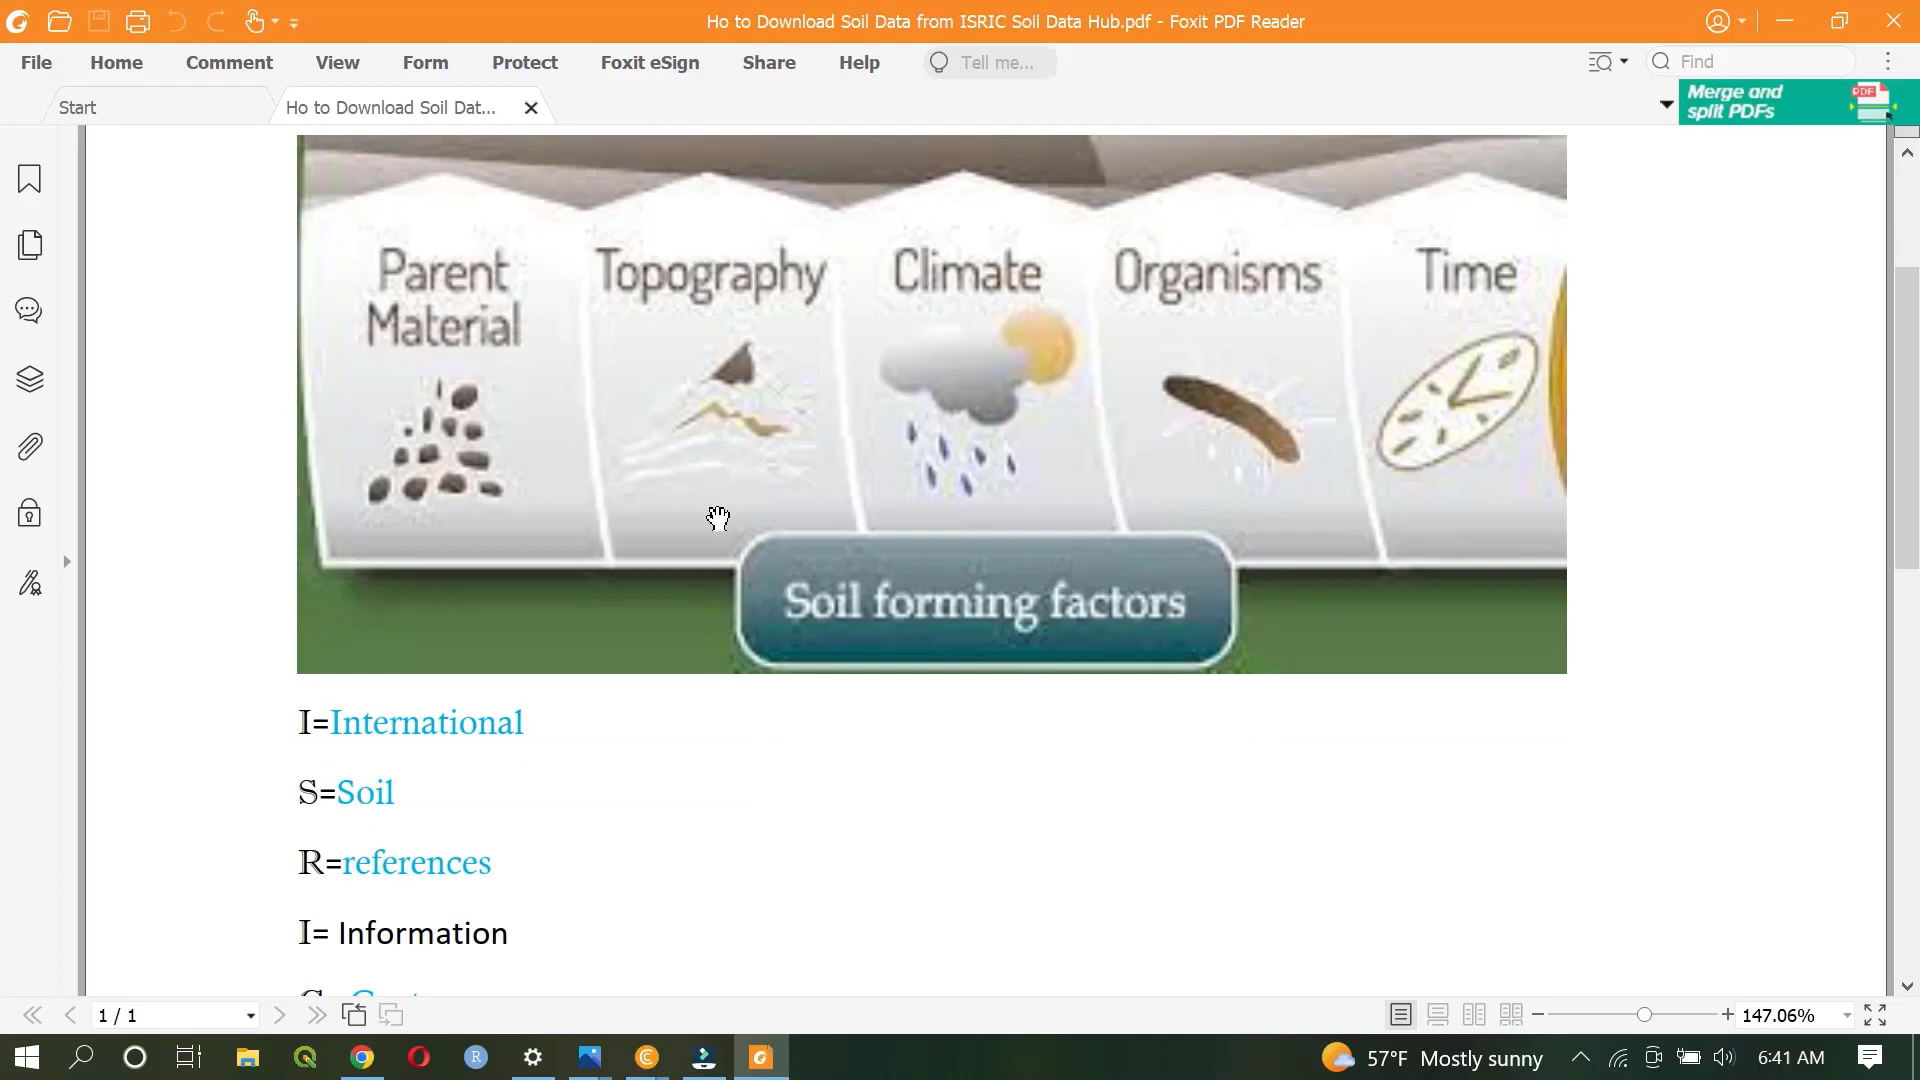 Ho to Download Soil Data from ISRIC Soil Data Hub.pdf - Foxit PDF Reader
File Home Comment View Form Protect Foxit eSign Share Help Tell me... Find
Start Ho to Download Soil Dat...
Merge and
split PDFs
PDF
Parent
Material
Topography
Climate
Organisms
Time
Soil forming factors
I=International
S=Soil
R=references
I= Information
1 / 1
147.06%
57°F Mostly sunny
6:41 AM